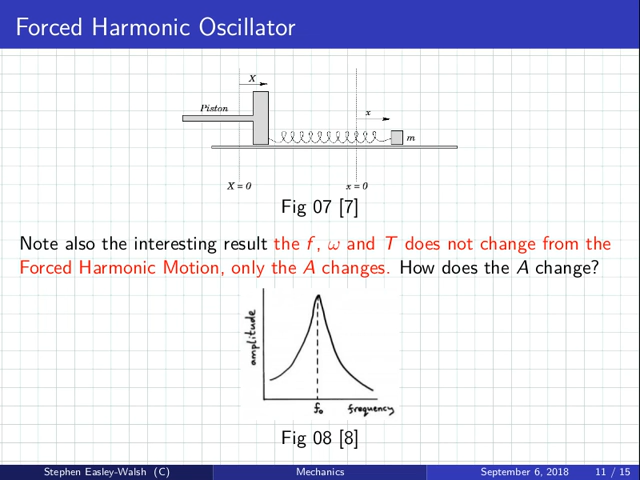 Forced Harmonic Oscillator
X
Piston
x
m
X = 0
x = 0
Fig 07 [7]
Note also the interesting result the f, ω and T does not change from the
Forced Harmonic Motion, only the A changes. How does the A change?
amplitude
f₀
frequency
Fig 08 [8]
Stephen Easley-Walsh (C)
Mechanics
September 6, 2018
11 / 15